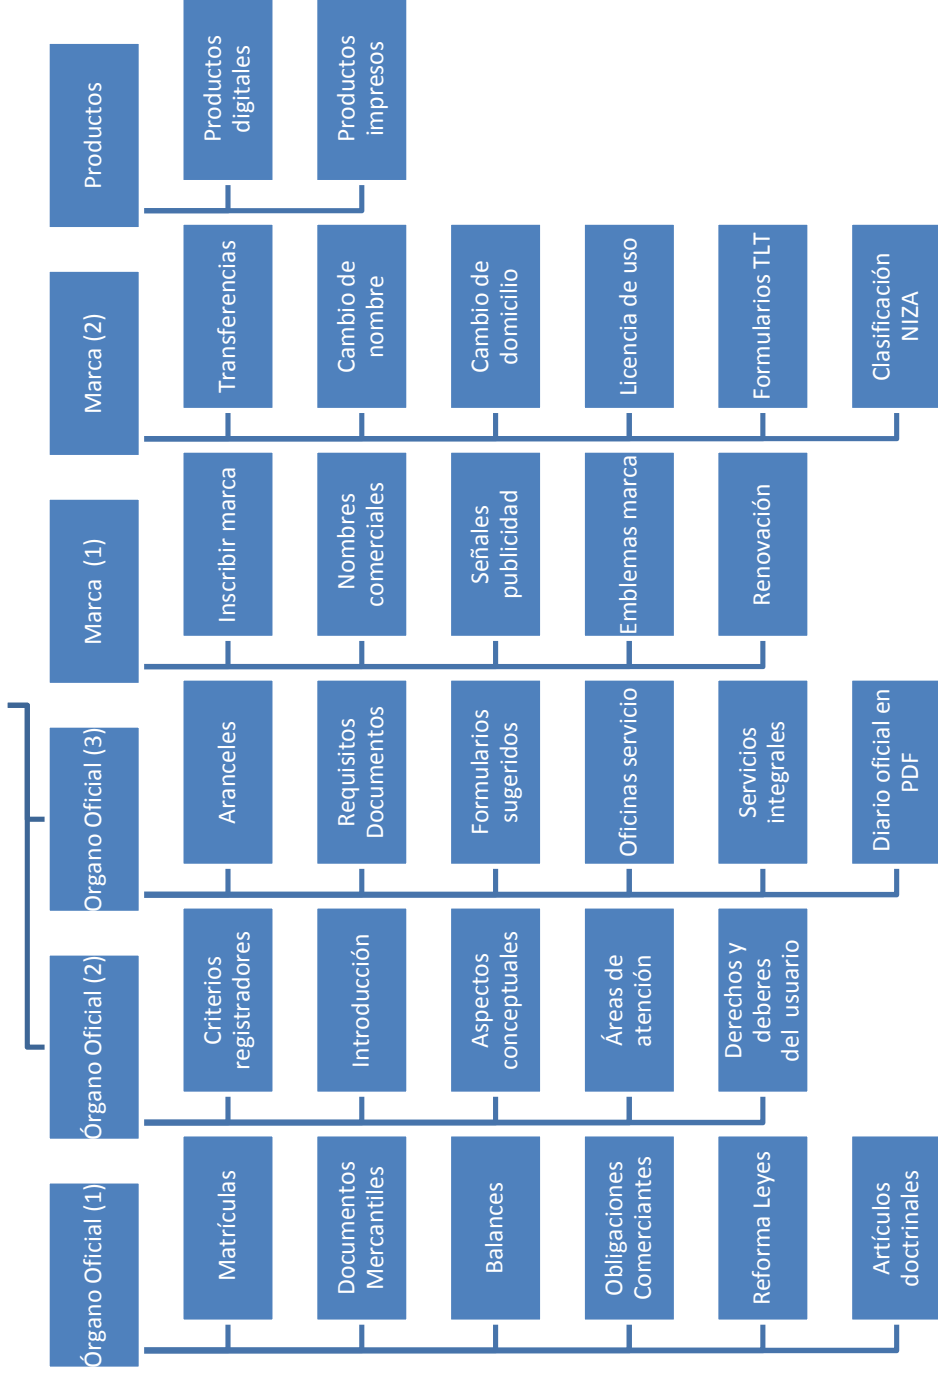 Órgano Oficial (1)
Matrículas
Documentos
Mercantiles
Balances
Obligaciones
Comerciantes
Reforma Leyes
Artículos
doctrinales
Órgano Oficial (2)
Criterios
registradores
Introducción
Aspectos
conceptuales
Áreas de
atención
Derechos y
deberes
del usuario
Organo Oficial (3)
Aranceles
Requisitos
Documentos
Formularios
sugeridos
Oficinas servicio
Servicios
integrales
Diario oficial en
PDF
Marca (1)
Inscribir marca
Nombres
comerciales
Señales
publicidad
Emblemas marca
Renovación
Marca (2)
Transferencias
Cambio de
nombre
Cambio de
domicilio
Licencia de uso
Formularios TLT
Clasificación
NIZA
Productos
Productos
digitales
Productos
impresos